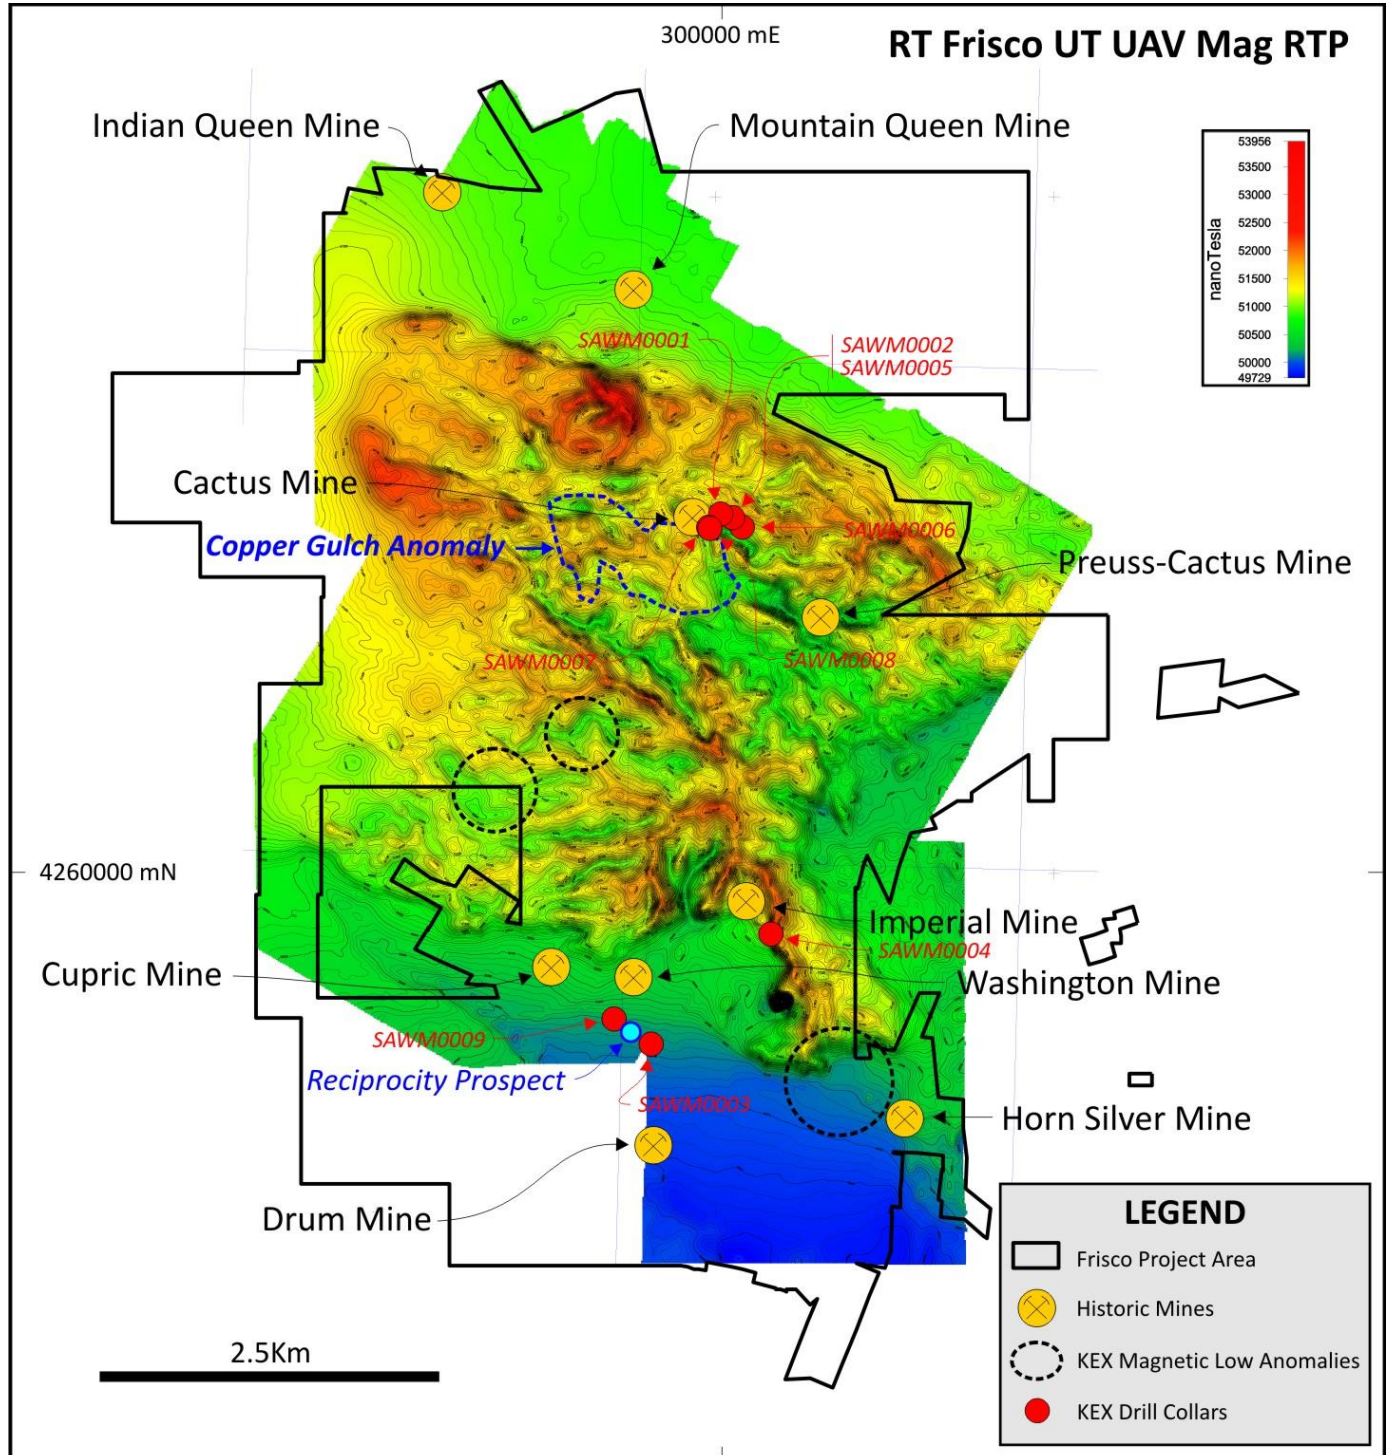 300000 mE
RT Frisco UT UAV Mag RTP
Indian Queen Mine
Mountain Queen Mine
53956
53500
53000
52500
52000
51500
51000
50500
50000
49729
nanoTesla
SAWM0001
SAWM0002
SAWM0005
Cactus Mine
SAWM0006
Copper Gulch Anomaly
Preuss-Cactus Mine
SAWM0007
SAWM0008
4260000 mN
Imperial Mine
SAWM0004
Cupric Mine
Washington Mine
SAWM0009
Reciprocity Prospect
SAWM0003
Horn Silver Mine
Drum Mine
LEGEND
Frisco Project Area
Historic Mines
KEX Magnetic Low Anomalies
KEX Drill Collars
2.5Km